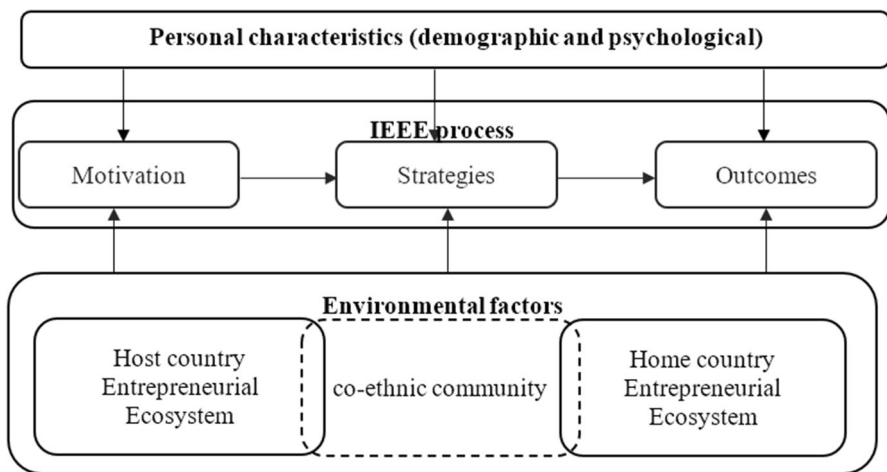 Personal characteristics (demographic and psychological)
IEEE process
Motivation
Strategies
Outcomes
Environmental factors
Host country
Entrepreneurial
Ecosystem
co-ethnic community
Home country
Entrepreneurial
Ecosystem